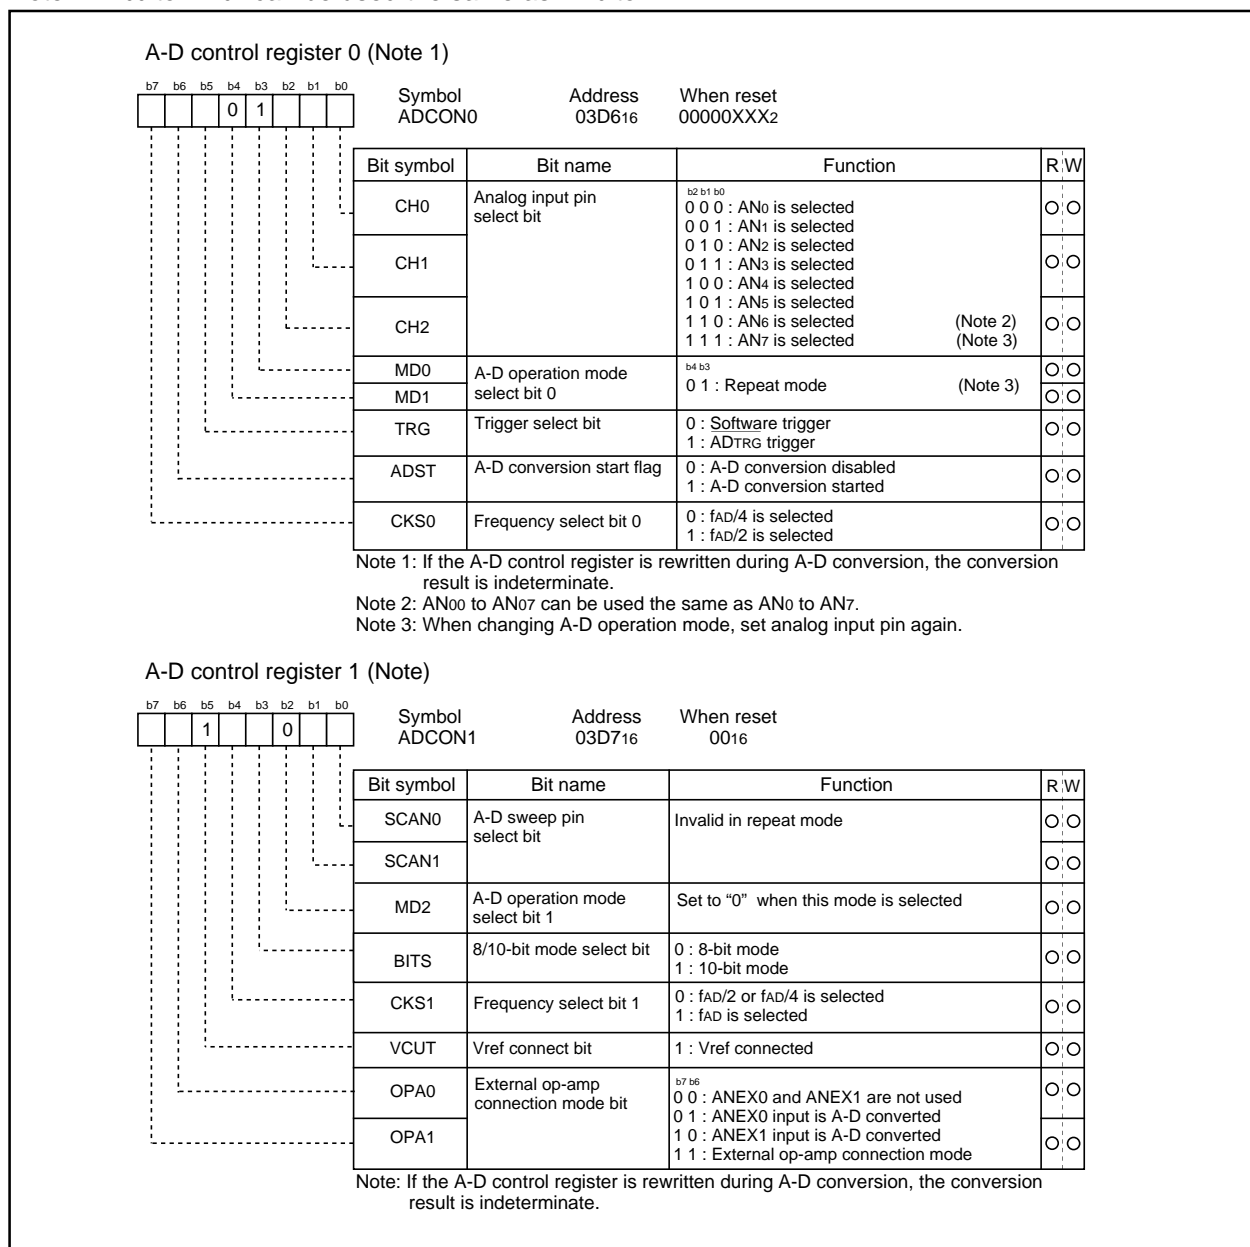 A-D control register 0 (Note 1)
b7 b6 b5 b4 b3 b2 b1 b0
0 1
Symbol Address When reset
ADCON0 03D616 00000XXX2
Bit symbol Bit name Function R W
CH0 Analog input pin select bit
b2 b1 b0
0 0 0 : AN0 is selected
0 0 1 : AN1 is selected
0 1 0 : AN2 is selected
CH1
0 1 1 : AN3 is selected
1 0 0 : AN4 is selected
1 0 1 : AN5 is selected
CH2
1 1 0 : AN6 is selected (Note 2)
1 1 1 : AN7 is selected (Note 3)
MD0 A-D operation mode select bit 0
b4 b3
0 1 : Repeat mode (Note 3)
MD1
TRG Trigger select bit
0 : Software trigger
1 : ADTRG trigger
ADST A-D conversion start flag
0 : A-D conversion disabled
1 : A-D conversion started
CKS0 Frequency select bit 0
0 : fAD/4 is selected
1 : fAD/2 is selected
Note 1: If the A-D control register is rewritten during A-D conversion, the conversion
result is indeterminate.
Note 2: AN00 to AN07 can be used the same as AN0 to AN7.
Note 3: When changing A-D operation mode, set analog input pin again.
A-D control register 1 (Note)
b7 b6 b5 b4 b3 b2 b1 b0
1 0
Symbol Address When reset
ADCON1 03D716 0016
Bit symbol Bit name Function R W
SCAN0 A-D sweep pin select bit
Invalid in repeat mode
SCAN1
MD2 A-D operation mode select bit 1
Set to “0” when this mode is selected
BITS 8/10-bit mode select bit
0 : 8-bit mode
1 : 10-bit mode
CKS1 Frequency select bit 1
0 : fAD/2 or fAD/4 is selected
1 : fAD is selected
VCUT Vref connect bit
1 : Vref connected
OPA0 External op-amp connection mode bit
b7 b6
0 0 : ANEX0 and ANEX1 are not used
0 1 : ANEX0 input is A-D converted
OPA1
1 0 : ANEX1 input is A-D converted
1 1 : External op-amp connection mode
Note: If the A-D control register is rewritten during A-D conversion, the conversion
result is indeterminate.